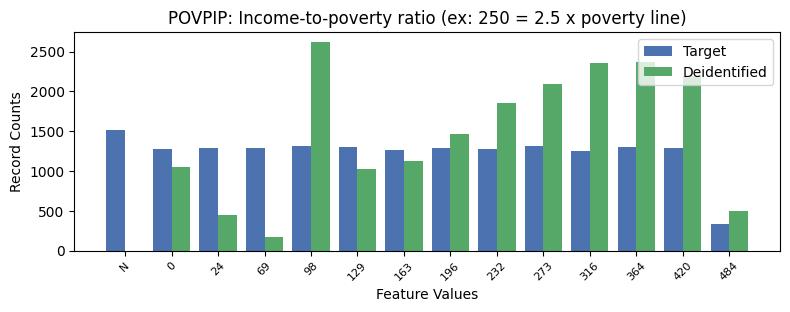 POVPIP: Income-to-poverty ratio (ex: 250 = 2.5 x poverty line)
Target
Deidentified
Record Counts
2500
2000
1500
1000
500
0
N 0 24 69 98 129 163 196 232 273 316 364 420 484
Feature Values